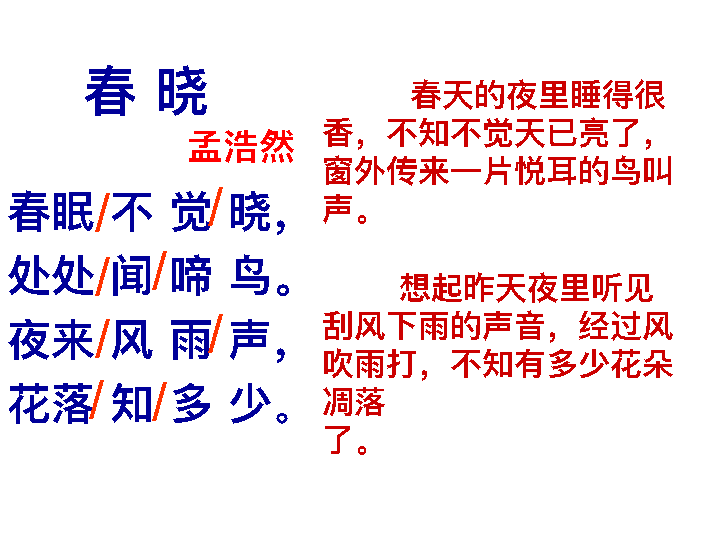 春 晓
孟浩然
春眠/不 觉/晓，
处处/闻/啼 鸟。
夜来/风 雨/声，
花落/知/多 少。
春天的夜里睡得很
香，不知不觉天已亮了，
窗外传来一片悦耳的鸟叫
声。
想起昨天夜里听见
刮风下雨的声音，经过风
吹雨打，不知有多少花朵
凋落
了。